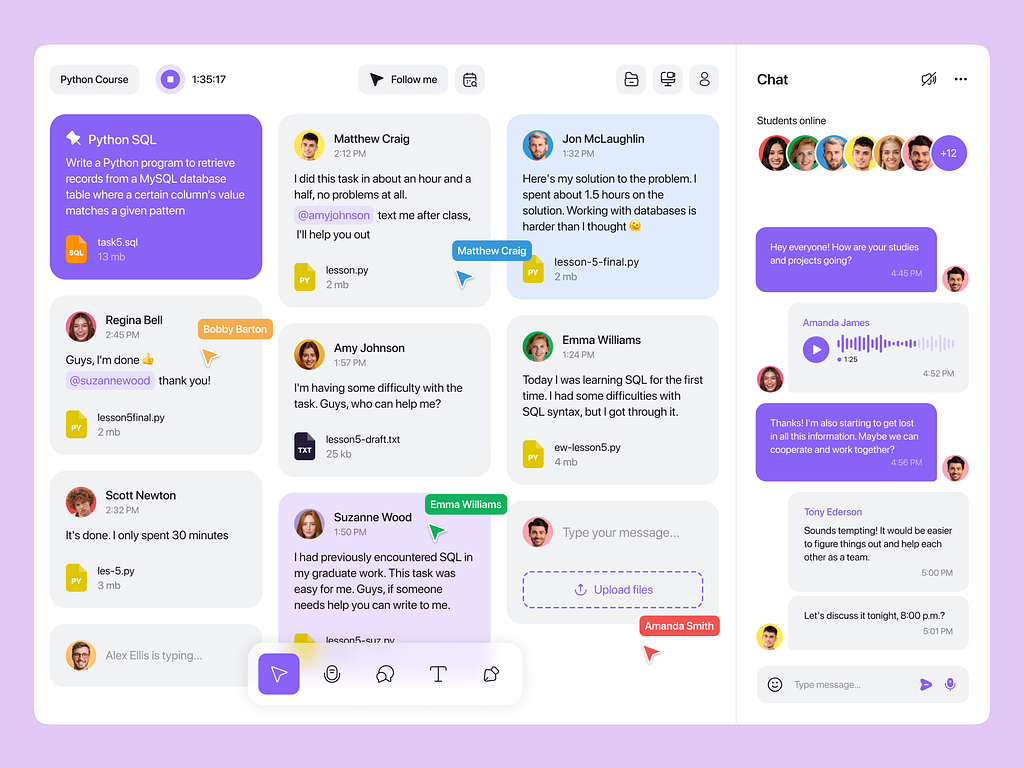 Python Course
1:35:17
Follow me
Python SQL
Write a Python program to retrieve
records from a MySQL database
table where a certain column's value
matches a given pattern
SQL
task5.sql
13 mb
Regina Bell
2:45 PM
Bobby Barton
Guys, I'm done 👍
@suzannewood thank you!
PY
lesson5final.py
2 mb
Scott Newton
2:32 PM
It's done. I only spent 30 minutes
PY
les-5.py
3 mb
Alex Ellis is typing...
Matthew Craig
2:12 PM
I did this task in about an hour and a
half, no problems at all.
@amyjohnson text me after class,
I'll help you out
Matthew Craig
PY
lesson.py
2 mb
Amy Johnson
1:57 PM
I'm having some difficulty with the
task. Guys, who can help me?
TXT
lesson5-draft.txt
25 kb
Emma Williams
Suzanne Wood
1:50 PM
I had previously encountered SQL in
my graduate work. This task was
easy for me. Guys, if someone
needs help you can write to me.
lesson5-suz.py
T
Jon McLaughlin
1:32 PM
Here's my solution to the problem. I
spent about 1.5 hours on the
solution. Working with databases is
harder than I thought 🫠
PY
lesson-5-final.py
2 mb
Emma Williams
1:24 PM
Today I was learning SQL for the first
time. I had some difficulties with
SQL syntax, but I got through it.
PY
ew-lesson5.py
4 mb
Type your message...
Upload files
Amanda Smith
Chat
Students online
+12
Hey everyone! How are your studies
and projects going?
4:45 PM
Amanda James
1:25
4:52 PM
Thanks! I'm also starting to get lost
in all this information. Maybe we can
cooperate and work together?
4:56 PM
Tony Ederson
Sounds tempting! It would be easier
to figure things out and help each
other as a team.
5:00 PM
Let's discuss it tonight, 8:00 p.m.?
5:01 PM
Type message...